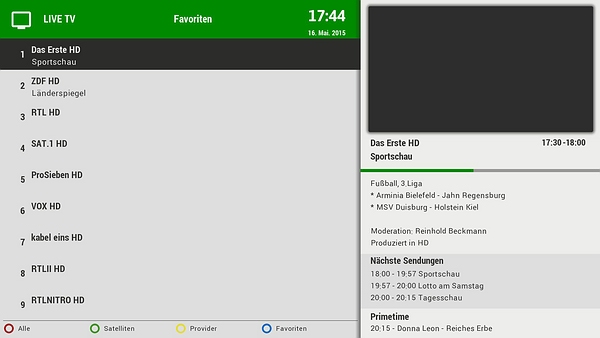 LIVE TV
Favoriten
17:44
16. Mai. 2015
1 Das Erste HD
Sportschau
2 ZDF HD
Länderspiegel
3 RTL HD
4 SAT.1 HD
5 ProSieben HD
6 VOX HD
7 kabel eins HD
8 RTLII HD
9 RTLNITRO HD
Alle
Satelliten
Provider
Favoriten
Das Erste HD 17:30-18:00
Sportschau
Fußball, 3.Liga
* Arminia Bielefeld - Jahn Regensburg
* MSV Duisburg - Holstein Kiel
Moderation: Reinhold Beckmann
Produziert in HD
Nächste Sendungen
18:00 - 19:57 Sportschau
19:57 - 20:00 Lotto am Samstag
20:00 - 20:15 Tagesschau
Primetime
20:15 - Donna Leon - Reiches Erbe